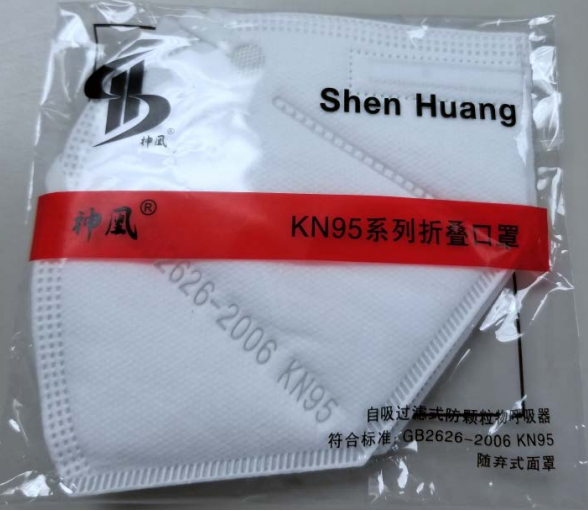 神凰®
Shen Huang
神凰®
KN95系列折叠口罩
2626-2006 KN95
自吸过滤式防颗粒物呼吸器
符合标准: GB2626-2006 KN95
随弃式面罩